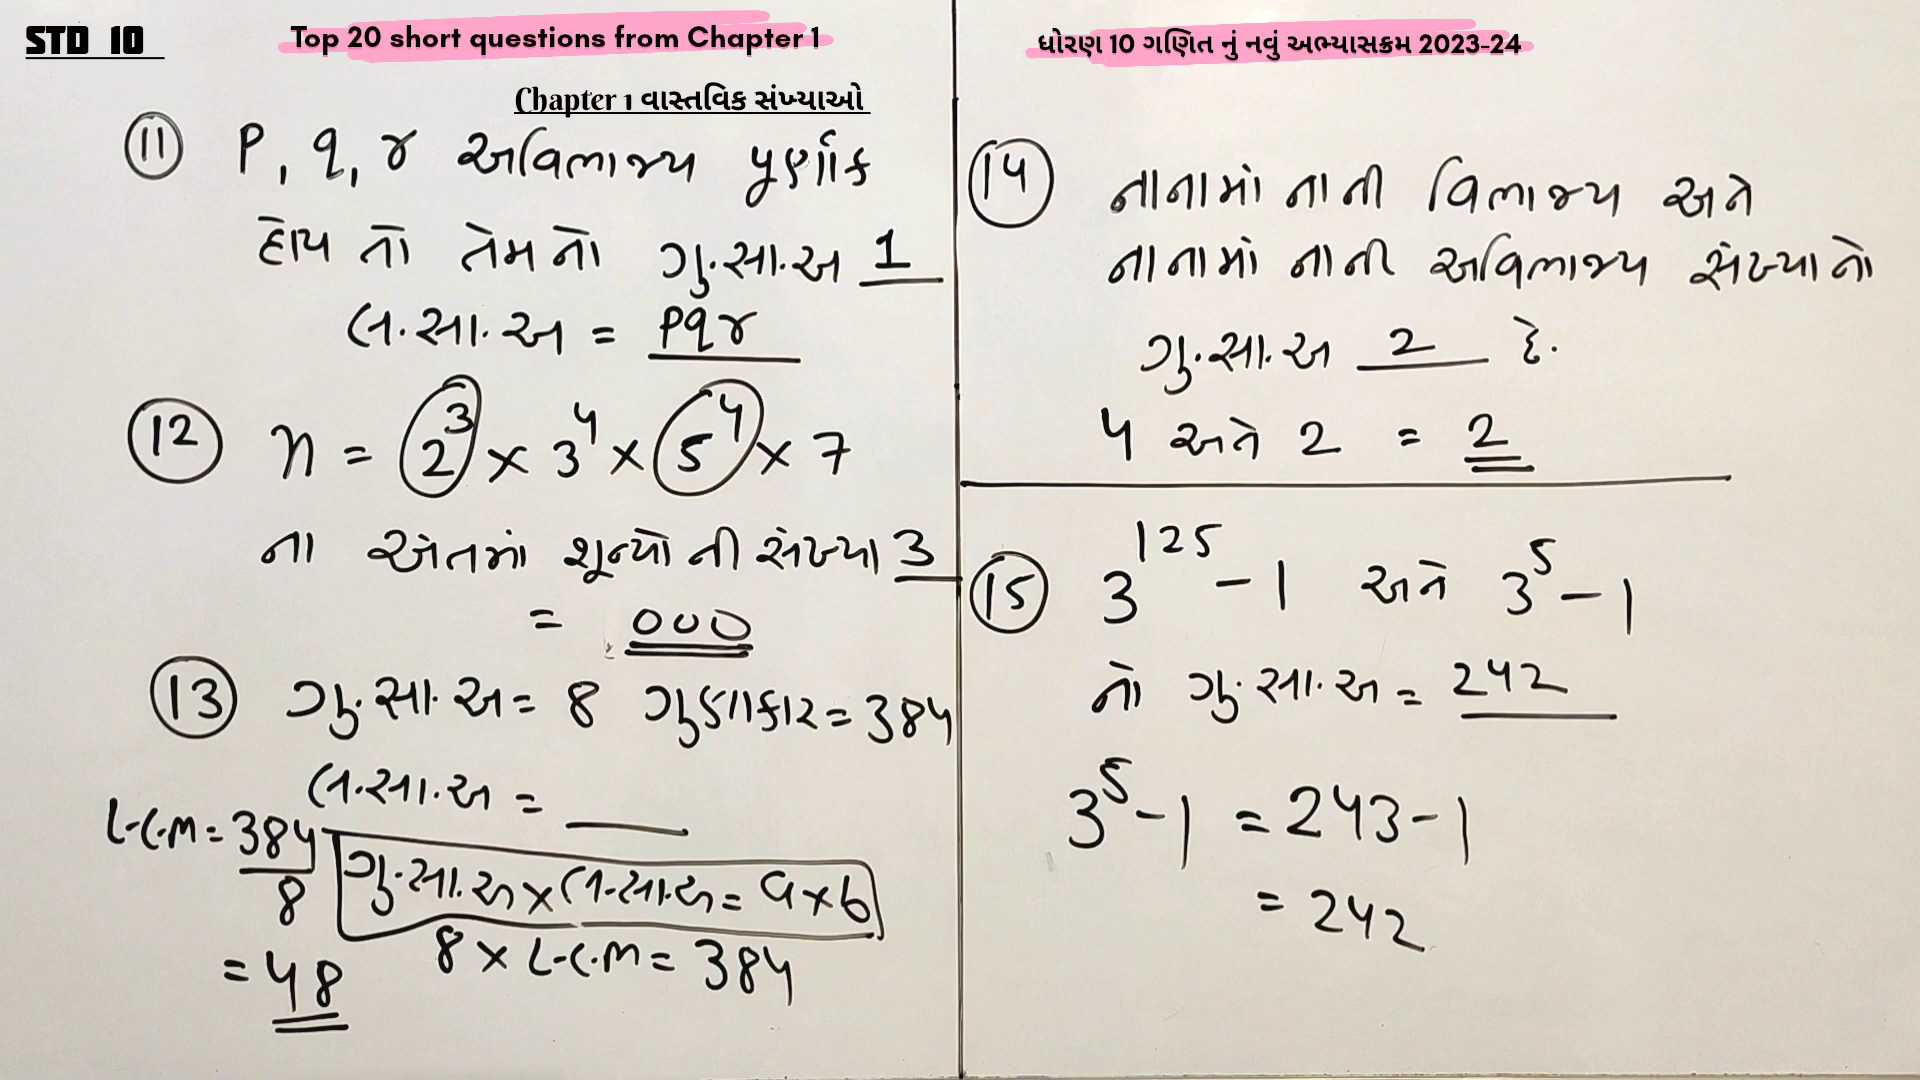 STD 10
Top 20 short questions from Chapter 1
ધોરણ 10 ગણિત નું નવું અભ્યાસક્રમ 2023-24
Chapter 1 વાસ્તવિક સંખ્યાઓ
11 P, q, r અવિભાજ્ય પૂર્ણાંક
હોય તો તેમનો ગુ.સા.અ 1
લ.સા.અ = pqr
12 n = 2³ × 3⁴ × 5⁴ × 7
ના અંતમાં શૂન્યો ની સંખ્યા 3
= 000
13 ગુ.સા.અ = 8 ગુણાકાર = 384
લ.સા.અ = ___
L.C.M = 384/8
ગુ.સા.અ × લ.સા.અ = a×b
8 × L.C.M = 384
= 48
14 નાનામાં નાની વિભાજ્ય અને
નાનામાં નાની અવિભાજ્ય સંખ્યાનો
ગુ.સા.અ 2 છે.
4 અને 2 = 2
15 3¹²⁵ - 1 અને 3⁵ - 1
નો ગુ.સા.અ = 242
3⁵ - 1 = 243 - 1
= 242